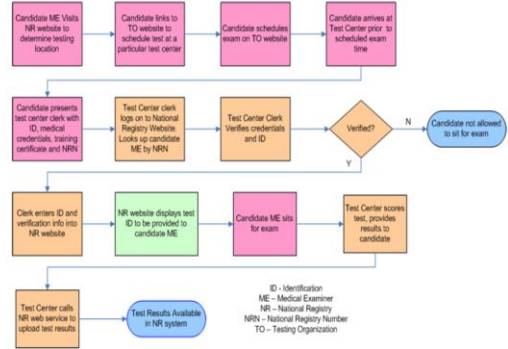 Candidate ME Visits
NR website to
determine testing
location
Candidate links to
TO website to
schedule test at a
particular test center
Candidate schedules
exam on TO website
Candidate arrives at
Test Center prior to
scheduled exam
time
Candidate presents
test center clerk with
ID, medical
credentials, training
certificate and NRN
Test Center clerk
logs on to National
Registry Website.
Looks up candidate
ME by NRN
Test Center Clerk
Verifies credentials
and ID
Verified?
N
Candidate not allowed
to sit for exam
Y
Clerk enters ID and
verification info into
NR website
NR website displays test
ID to be provided to
candidate ME
Candidate ME sits
for exam
Test Center scores
test, provides
results to
candidate
Test Center calls
NR web service to
upload test results
Test Results Available
in NR system
ID - Identification
ME – Medical Examiner
NR – National Registry
NRN – National Registry Number
TO – Testing Organization